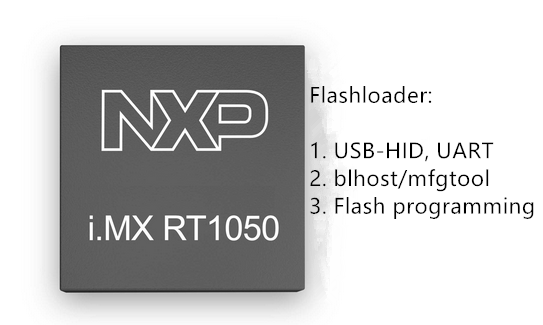 NXP
i.MX RT1050
Flashloader:
1. USB-HID, UART
2. blhost/mfgtool
3. Flash programming